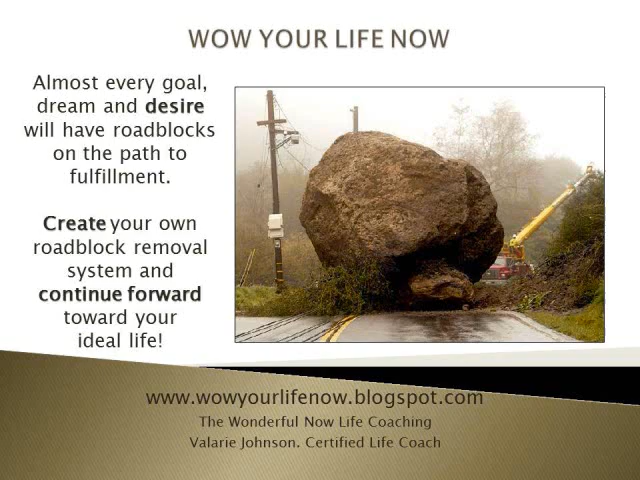 WOW YOUR LIFE NOW
Almost every goal,
dream and desire
will have roadblocks
on the path to
fulfillment.
Create your own
roadblock removal
system and
continue forward
toward your
ideal life!
www.wowyourlifenow.blogspot.com
The Wonderful Now Life Coaching
Valarie Johnson. Certified Life Coach